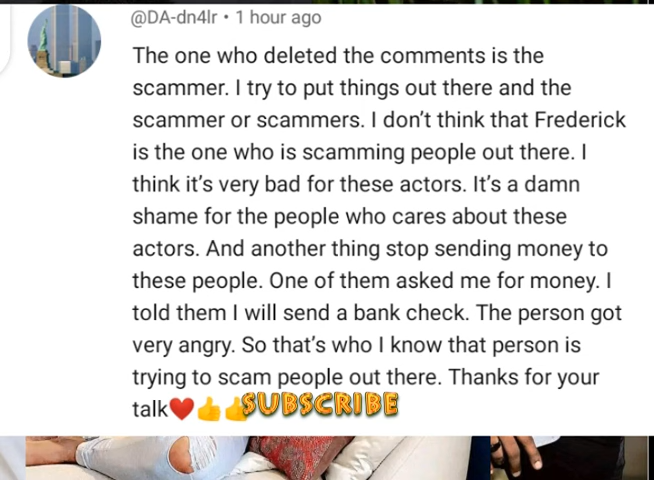 @DA-dn4lr • 1 hour ago
The one who deleted the comments is the
scammer. I try to put things out there and the
scammer or scammers. I don’t think that Frederick
is the one who is scamming people out there. I
think it’s very bad for these actors. It’s a damn
shame for the people who cares about these
actors. And another thing stop sending money to
these people. One of them asked me for money. I
told them I will send a bank check. The person got
very angry. So that’s who I know that person is
trying to scam people out there. Thanks for your
talk❤️👍👍SUBSCRIBE